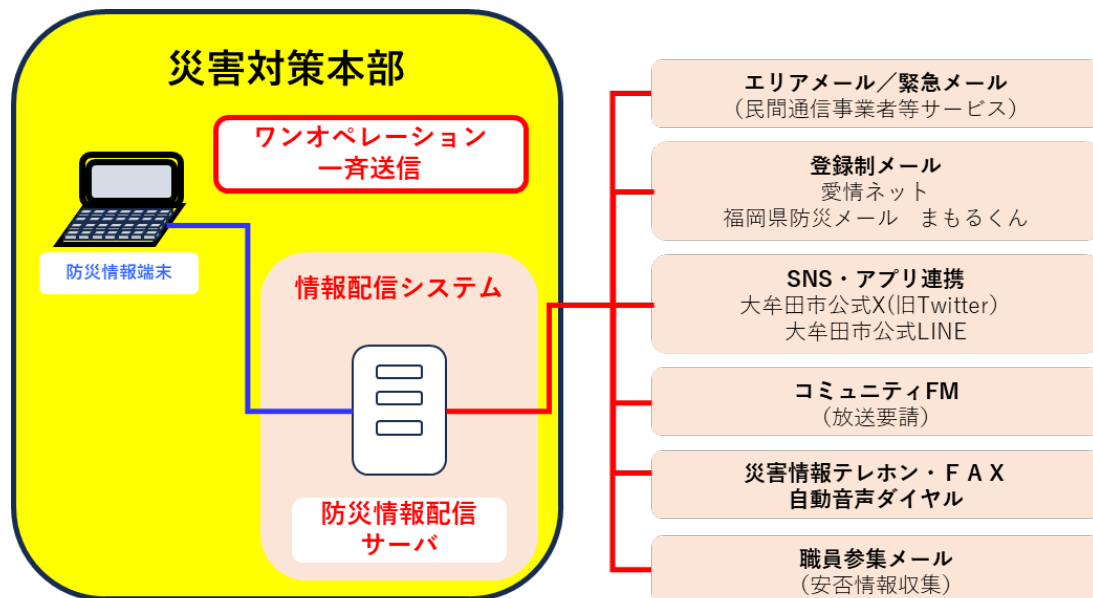 災害対策本部
ワンオペレーション
一斉送信
防災情報端末
情報配信システム
防災情報配信
サーバ
エリアメール／緊急メール
（民間通信事業者等サービス）
登録制メール
愛情ネット
福岡県防災メール　まもるくん
SNS・アプリ連携
大牟田市公式X(旧Twitter）
大牟田市公式LINE
コミュニティFM
（放送要請）
災害情報テレホン・ＦＡＸ
自動音声ダイヤル
職員参集メール
（安否情報収集）